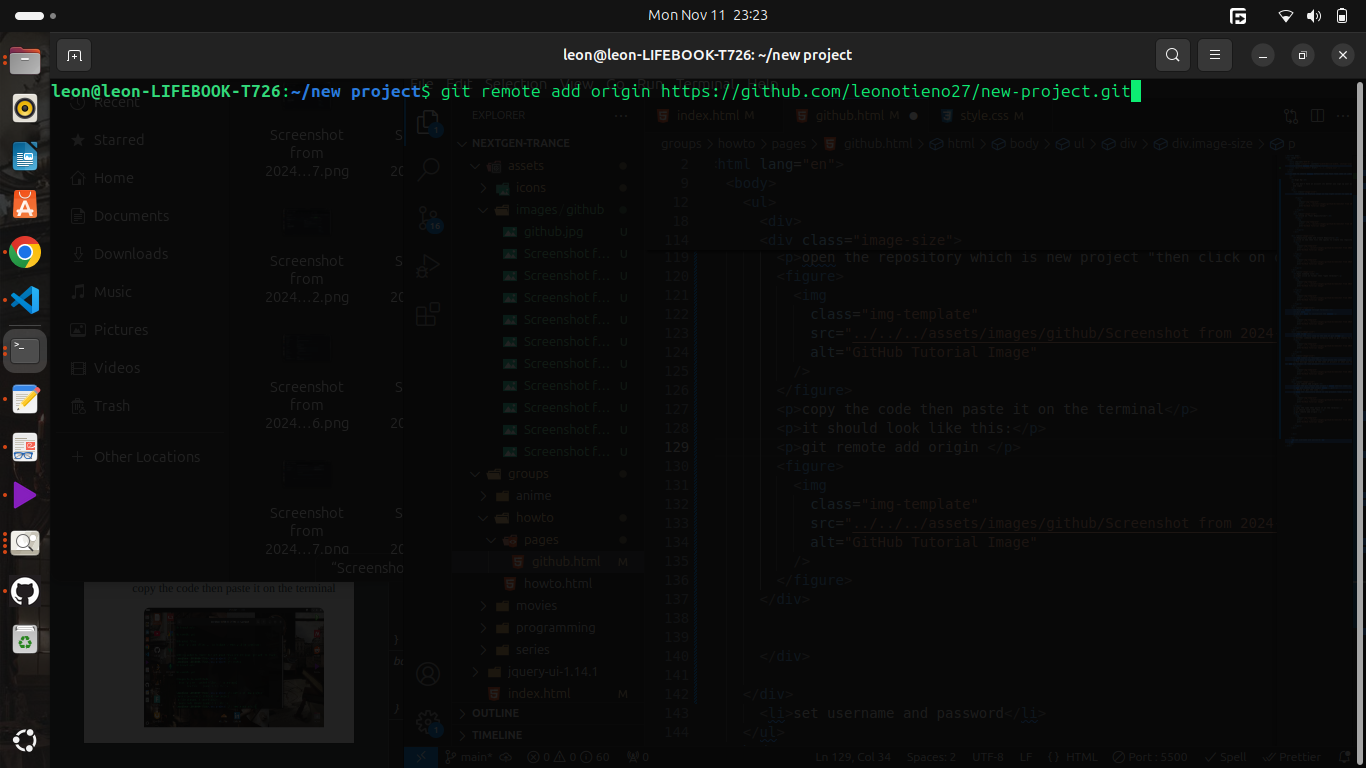 Mon Nov 11 23:23
leon@leon-LIFEBOOK-T726: ~/new project
leon@leon-LIFEBOOK-T726:~/new project$ git remote add origin https://github.com/leonotieno27/new-project.git
File Edit Selection View Go Run Terminal Help
Recent
Starred
Home
Documents
Downloads
Music
Pictures
Videos
Trash
Other Locations
Screenshot
from
2024…7.png
Screenshot
from
2024…2.png
Screenshot
from
2024…6.png
Screenshot
from
2024…7.png
"Screensho
copy the code then paste it on the terminal
EXPLORER
NEXTGEN-TRANCE
assets
icons
images / github
github.jpg U
Screenshot f... U
Screenshot f... U
Screenshot f... U
Screenshot f... U
Screenshot f... U
Screenshot f... U
Screenshot f... U
Screenshot f... U
Screenshot f... U
Screenshot f... U
groups
anime
howto
pages
github.html M
howto.html
movies
programming
series
jquery-ui-1.14.1
index.html M
OUTLINE
TIMELINE
index.html M
github.html M
style.css M
groups > howto > pages > github.html > html > body > ul > div > div.image-size > p
2 <html lang="en">
9 <body>
12 <ul>
18 <div>
114 <div class="image-size">
119 <p>open the repository which is new project "then click on
120 <figure>
121 <img
122 class="img-template"
123 src="../../../assets/images/github/Screenshot from 2024
124 alt="GitHub Tutorial Image"
125 />
126 </figure>
127 <p>copy the code then paste it on the terminal</p>
128 <p>it should look like this:</p>
129 <p>git remote add origin </p>
130 <figure>
131 <img
132 class="img-template"
133 src="../../../assets/images/github/Screenshot from 2024
134 alt="GitHub Tutorial Image"
135 />
136 </figure>
137 </div>
138
139
140 </div>
141
142 </div>
143 <li>set username and password</li>
144 </ul>
main* 0 0 60 0 Ln 129, Col 34 Spaces: 2 UTF-8 LF {} HTML Port : 5500 Spell Prettier